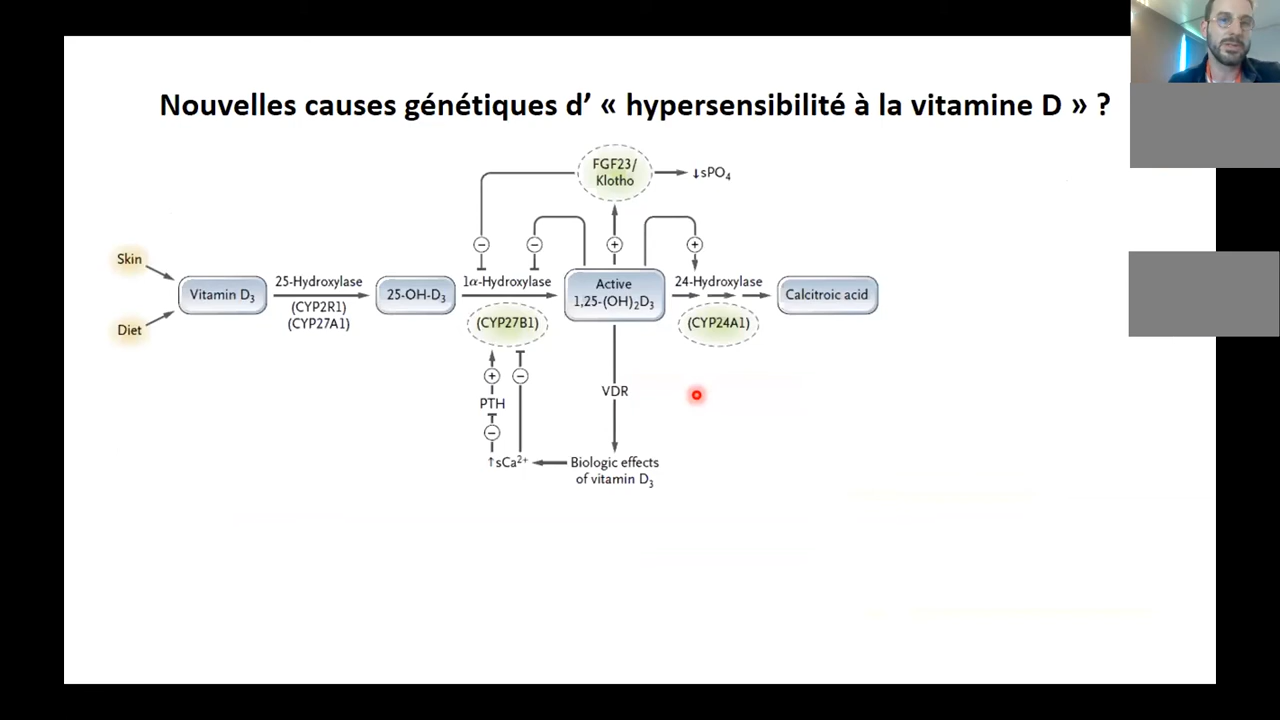 Nouvelles causes génétiques d’ « hypersensibilité à la vitamine D » ?
FGF23/
Klotho
↓sPO₄
−
−
+
+
Skin
Diet
Vitamin D₃
25-Hydroxylase
(CYP2R1)
(CYP27A1)
25-OH-D₃
1α-Hydroxylase
(CYP27B1)
Active
1,25-(OH)₂D₃
24-Hydroxylase
(CYP24A1)
Calcitroic acid
+
−
PTH
−
↑sCa²⁺
VDR
Biologic effects
of vitamin D₃